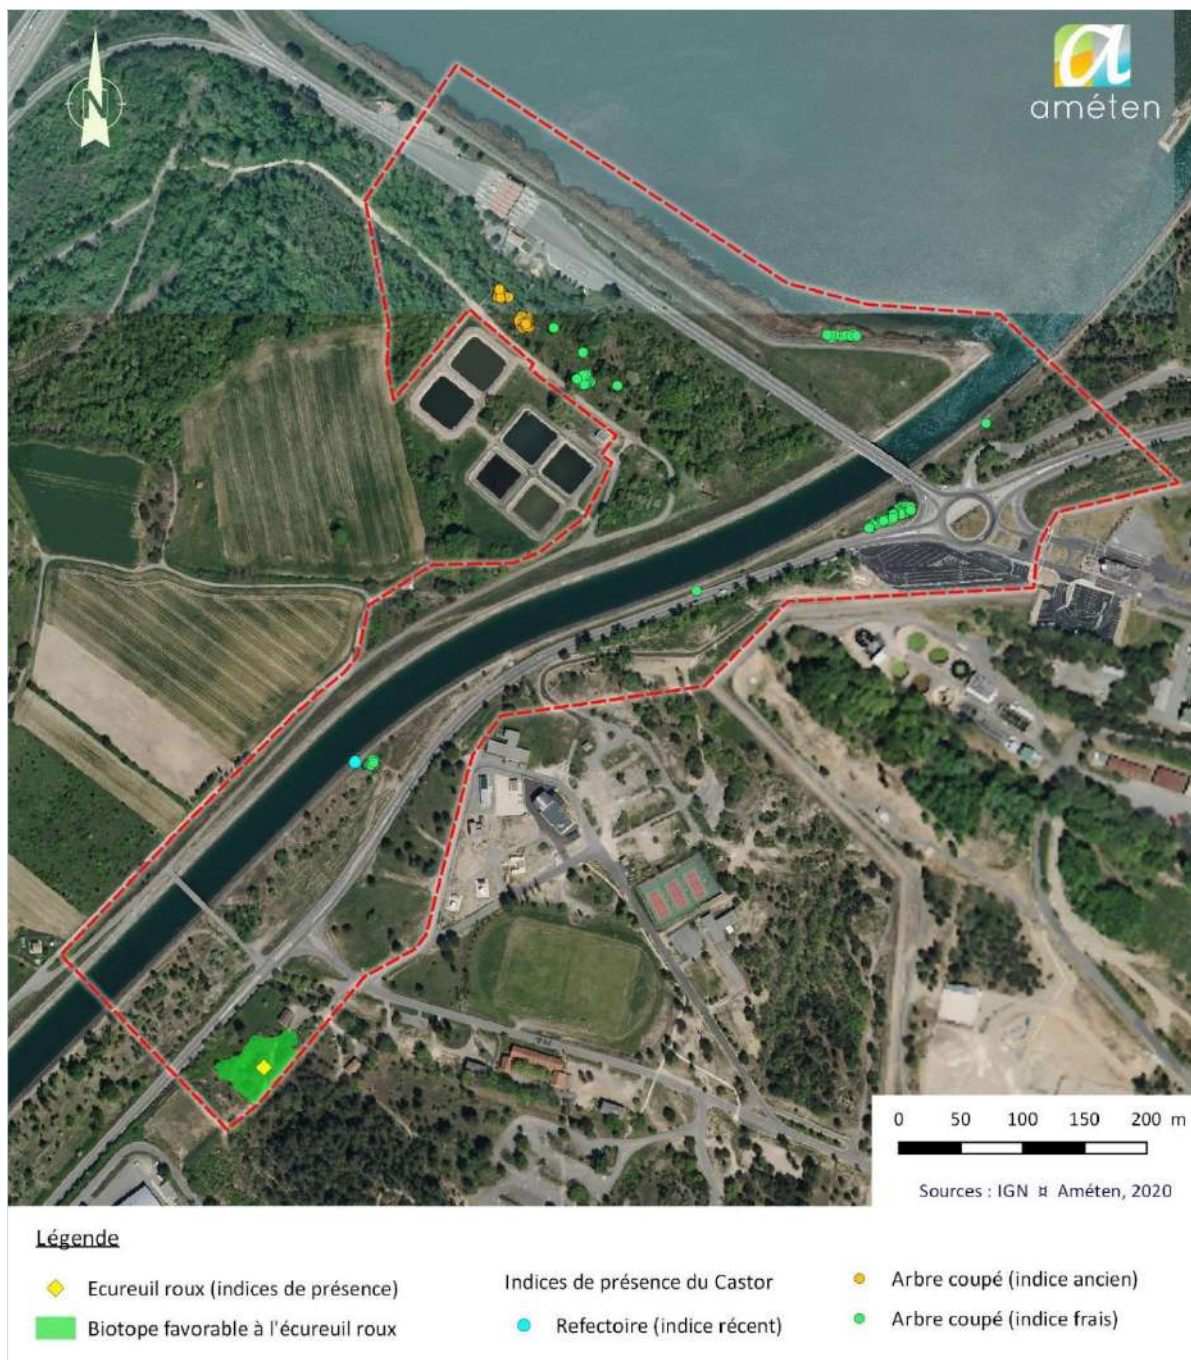 N
a
améten
0 50 100 150 200 m
Sources : IGN ¤ Améten, 2020
Légende
Ecureuil roux (indices de présence)
Biotope favorable à l'écureuil roux
Indices de présence du Castor
Refectoire (indice récent)
Arbre coupé (indice ancien)
Arbre coupé (indice frais)